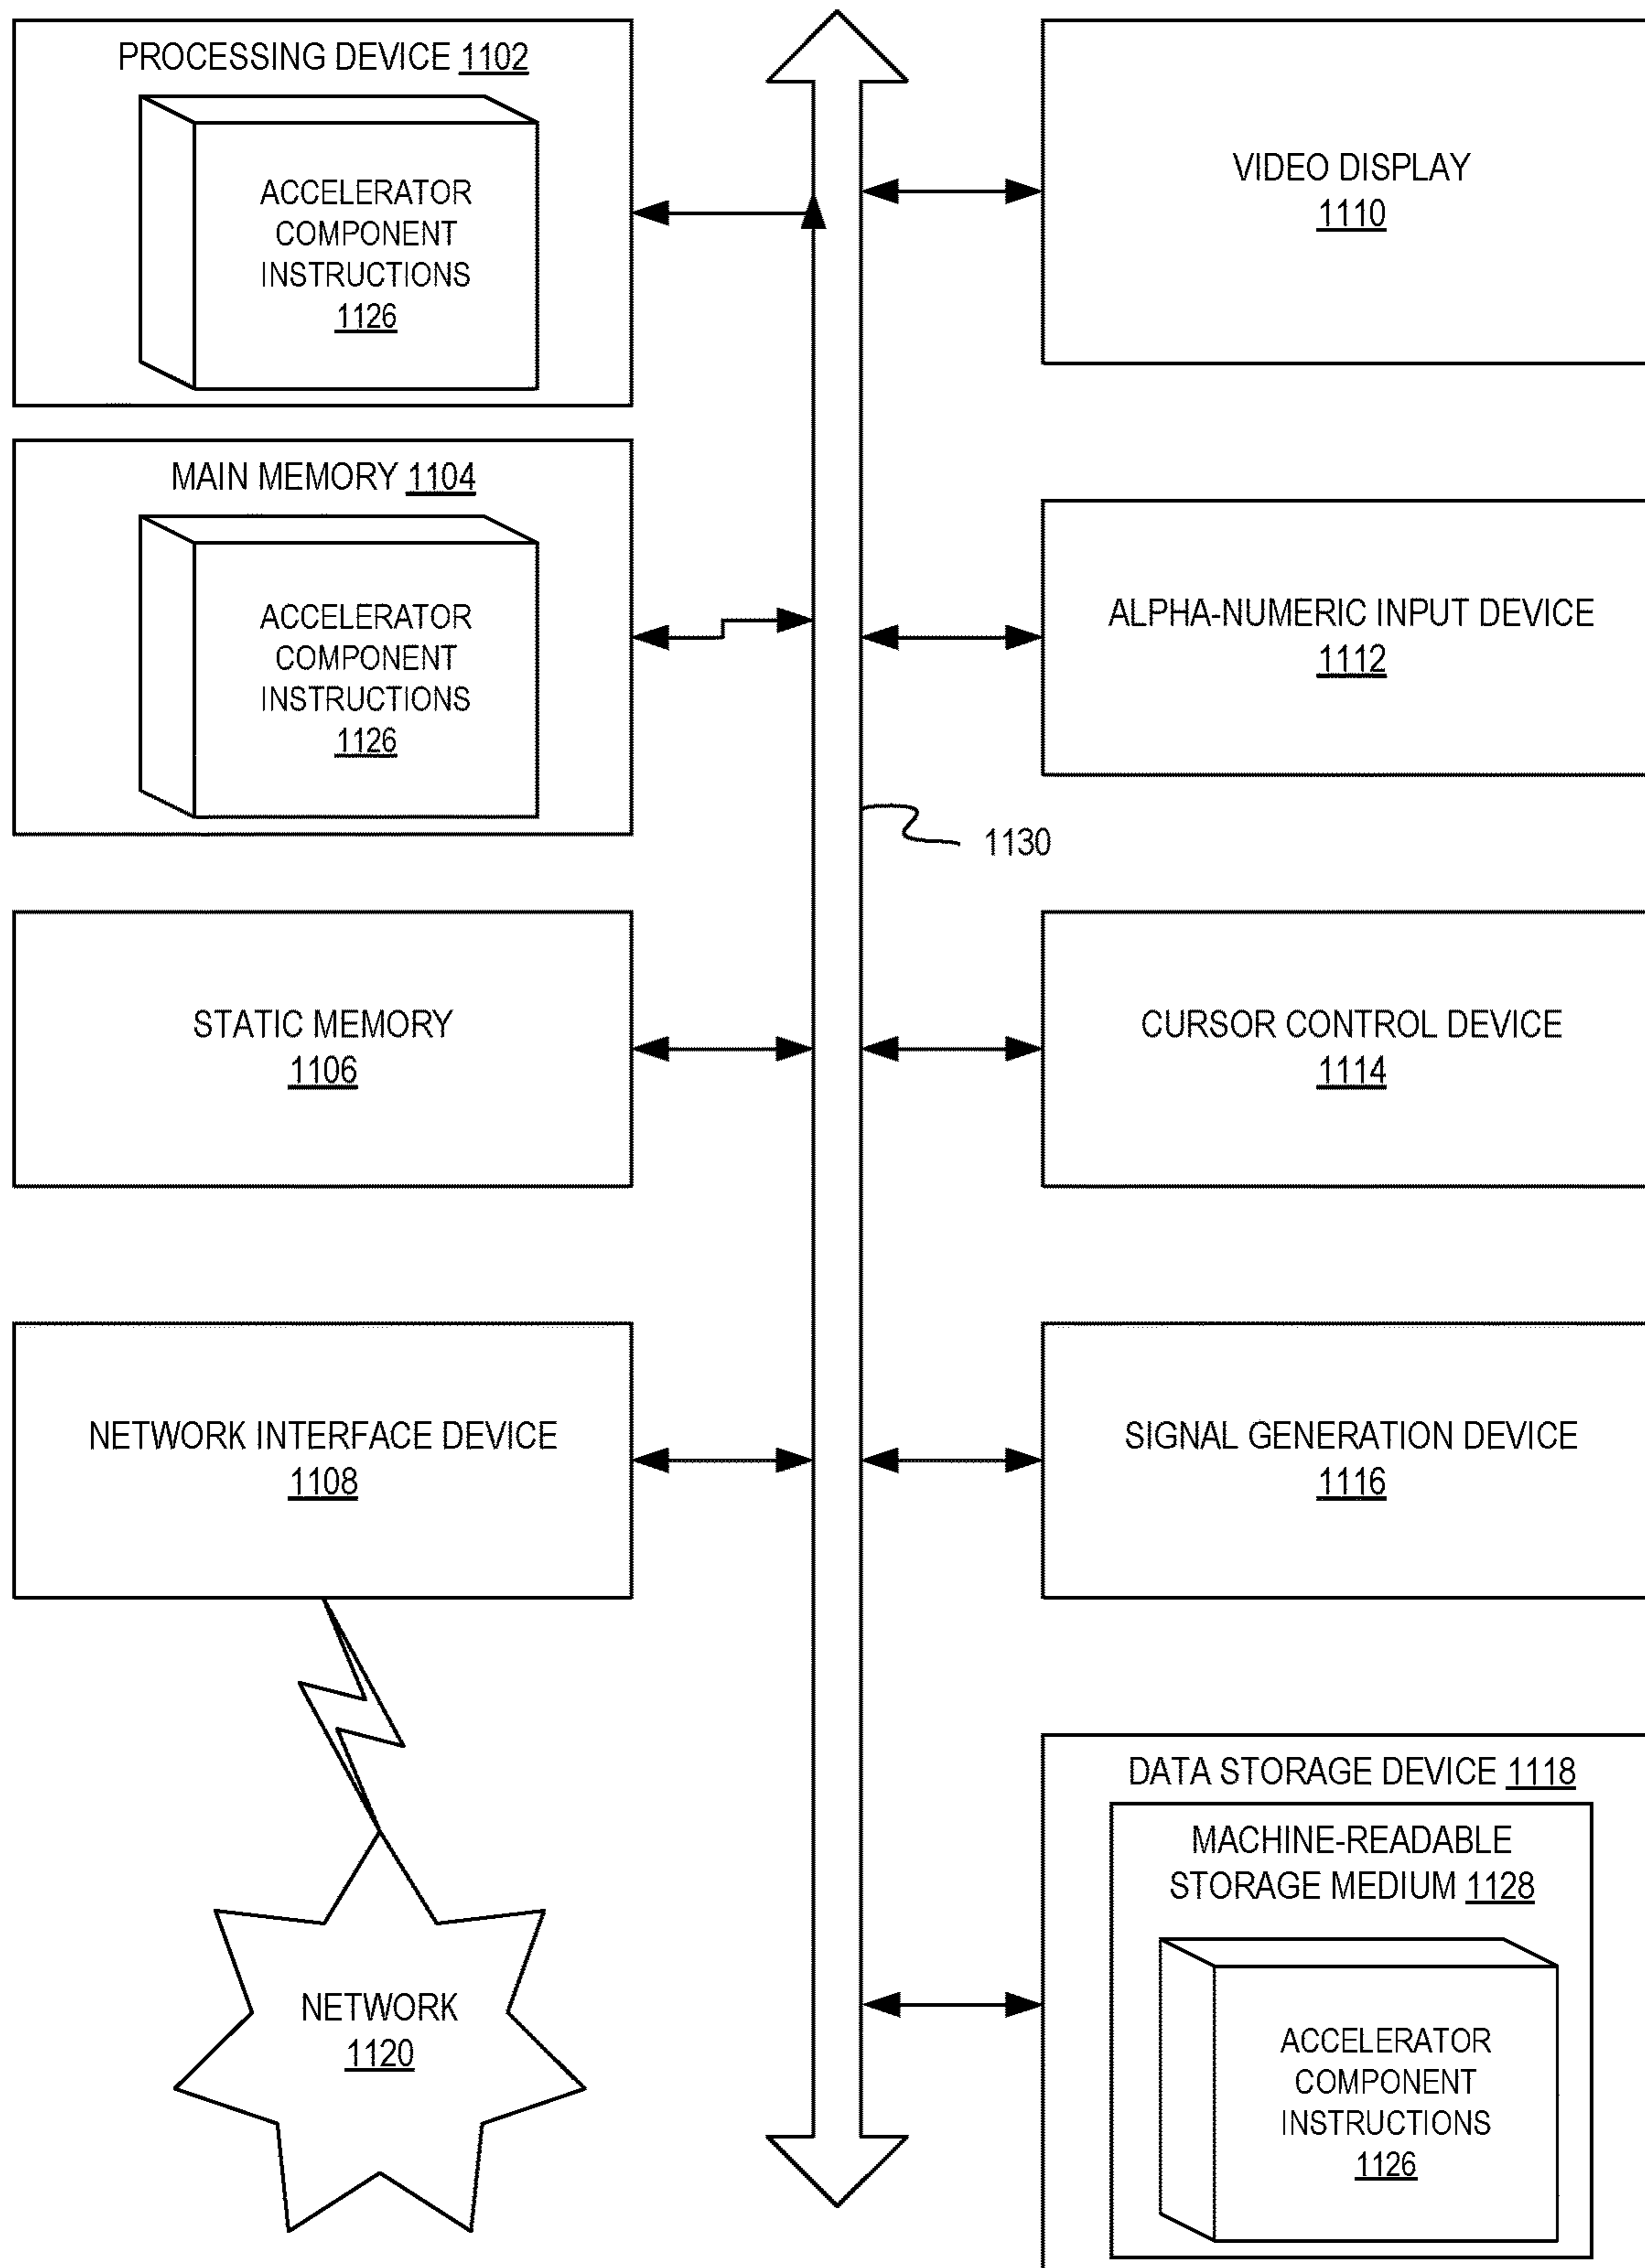 PROCESSING DEVICE 1102
ACCELERATOR
COMPONENT
INSTRUCTIONS
1126
MAIN MEMORY 1104
ACCELERATOR
COMPONENT
INSTRUCTIONS
1126
STATIC MEMORY
1106
NETWORK INTERFACE DEVICE
1108
NETWORK
1120
1130
VIDEO DISPLAY
1110
ALPHA-NUMERIC INPUT DEVICE
1112
CURSOR CONTROL DEVICE
1114
SIGNAL GENERATION DEVICE
1116
DATA STORAGE DEVICE 1118
MACHINE-READABLE
STORAGE MEDIUM 1128
ACCELERATOR
COMPONENT
INSTRUCTIONS
1126